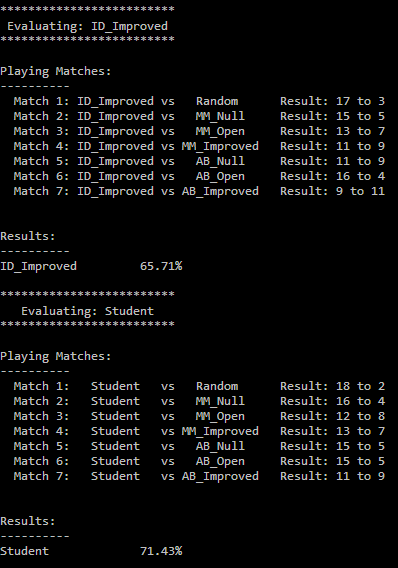 *************************
Evaluating: ID_Improved
*************************
Playing Matches:
----------
Match 1: ID_Improved vs Random Result: 17 to 3
Match 2: ID_Improved vs MM_Null Result: 15 to 5
Match 3: ID_Improved vs MM_Open Result: 13 to 7
Match 4: ID_Improved vs MM_Improved Result: 11 to 9
Match 5: ID_Improved vs AB_Null Result: 11 to 9
Match 6: ID_Improved vs AB_Open Result: 16 to 4
Match 7: ID_Improved vs AB_Improved Result: 9 to 11
Results:
----------
ID_Improved 65.71%
*************************
Evaluating: Student
*************************
Playing Matches:
----------
Match 1: Student vs Random Result: 18 to 2
Match 2: Student vs MM_Null Result: 16 to 4
Match 3: Student vs MM_Open Result: 12 to 8
Match 4: Student vs MM_Improved Result: 13 to 7
Match 5: Student vs AB_Null Result: 15 to 5
Match 6: Student vs AB_Open Result: 15 to 5
Match 7: Student vs AB_Improved Result: 11 to 9
Results:
----------
Student 71.43%